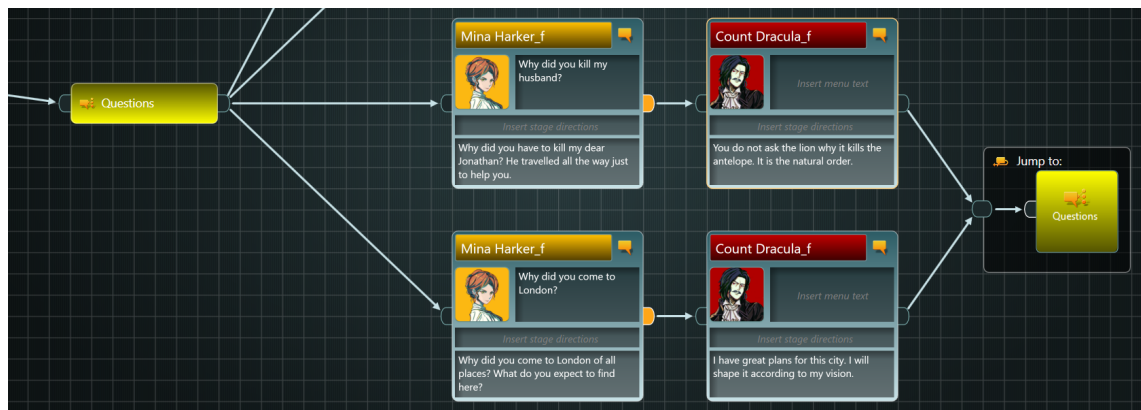 Questions
Mina Harker_f
Why did you kill my
husband?
Insert stage directions
Why did you have to kill my dear
Jonathan? He travelled all the way just
to help you.
Count Dracula_f
Insert menu text
Insert stage directions
You do not ask the lion why it kills the
antelope. It is the natural order.
Mina Harker_f
Why did you come to
London?
Insert stage directions
Why did you come to London of all
places? What do you expect to find
here?
Count Dracula_f
Insert menu text
Insert stage directions
I have great plans for this city. I will
shape it according to my vision.
Jump to:
Questions